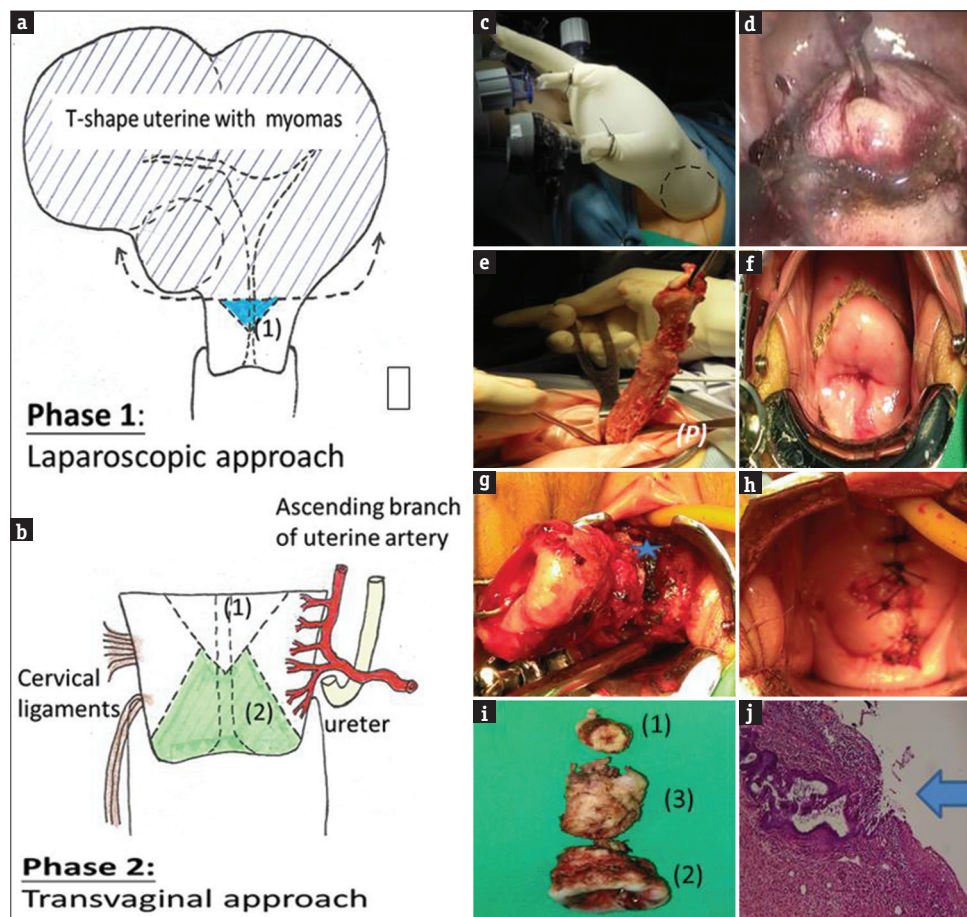 a
T-shape uterine with myomas
(1)
Phase 1:
Laparoscopic approach
b
Ascending branch
of uterine artery
(1)
Cervical
ligaments
(2)
ureter
Phase 2:
Transvaginal approach
c
d
e
(P)
f
g
h
i
(1)
(3)
(2)
j